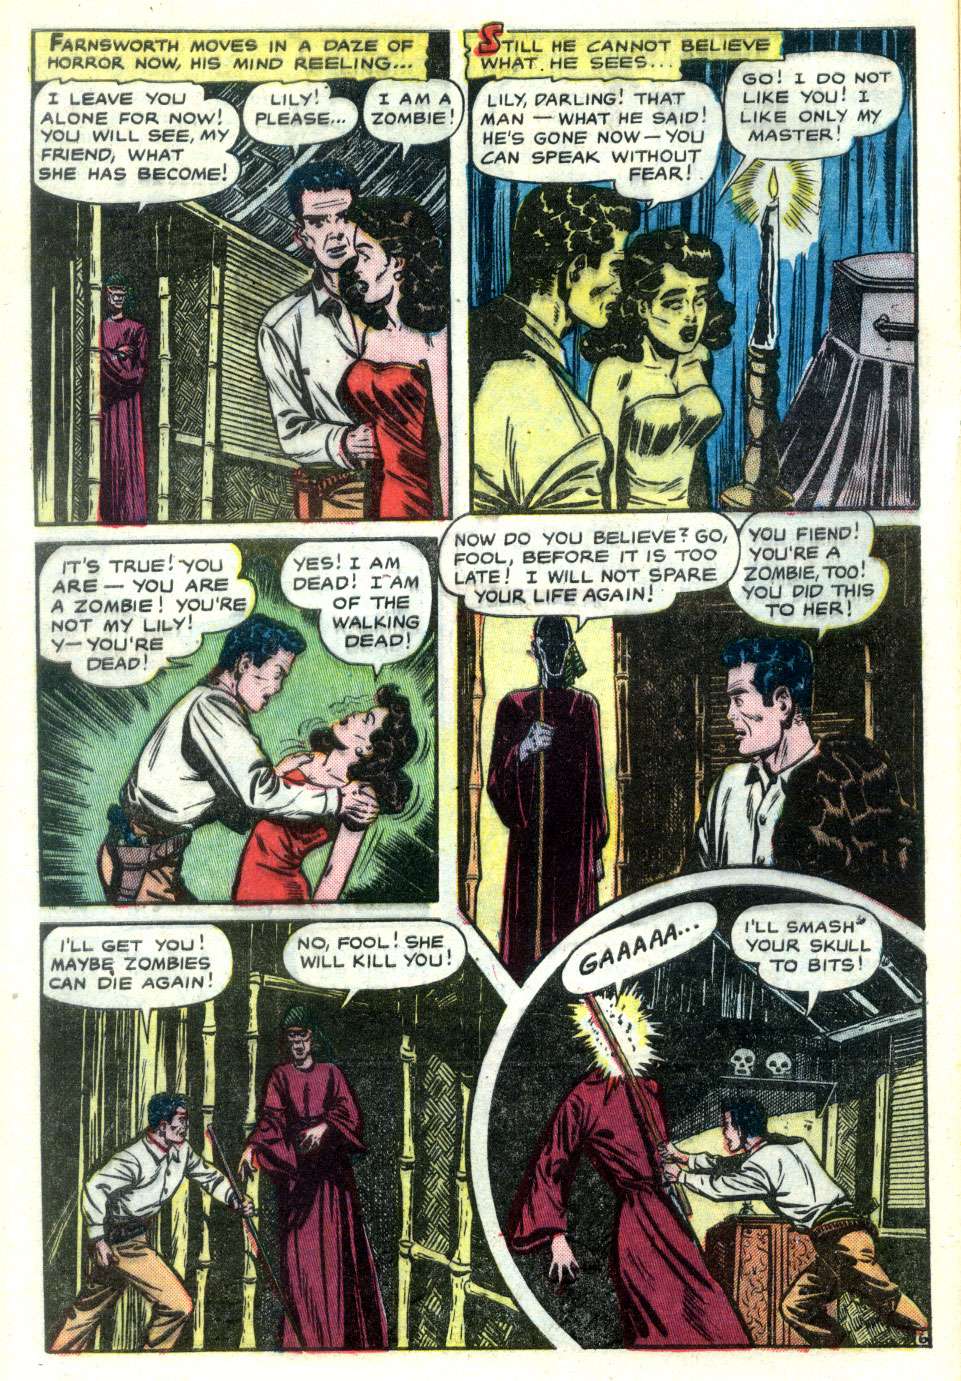 FARNSWORTH MOVES IN A DAZE OF
HORROR NOW, HIS MIND REELING...
I LEAVE YOU
ALONE FOR NOW!
YOU WILL SEE, MY
FRIEND, WHAT
SHE HAS BECOME!
LILY!
PLEASE...
I AM A
ZOMBIE!
STILL HE CANNOT BELIEVE
WHAT HE SEES...
LILY, DARLING! THAT
MAN — WHAT HE SAID!
HE'S GONE NOW — YOU
CAN SPEAK WITHOUT
FEAR!
GO! I DO NOT
LIKE YOU! I
LIKE ONLY MY
MASTER!
IT'S TRUE! YOU
ARE — YOU ARE
A ZOMBIE! YOU'RE
NOT MY LILY!
Y—YOU'RE
DEAD!
YES! I AM
DEAD! I AM
OF THE
WALKING
DEAD!
NOW DO YOU BELIEVE? GO,
FOOL, BEFORE IT IS TOO
LATE! I WILL NOT SPARE
YOUR LIFE AGAIN!
YOU FIEND!
YOU'RE A
ZOMBIE, TOO!
YOU DID THIS
TO HER!
I'LL GET YOU!
MAYBE ZOMBIES
CAN DIE AGAIN!
NO, FOOL! SHE
WILL KILL YOU!
GAAAAA...
I'LL SMASH
YOUR SKULL
TO BITS!
6